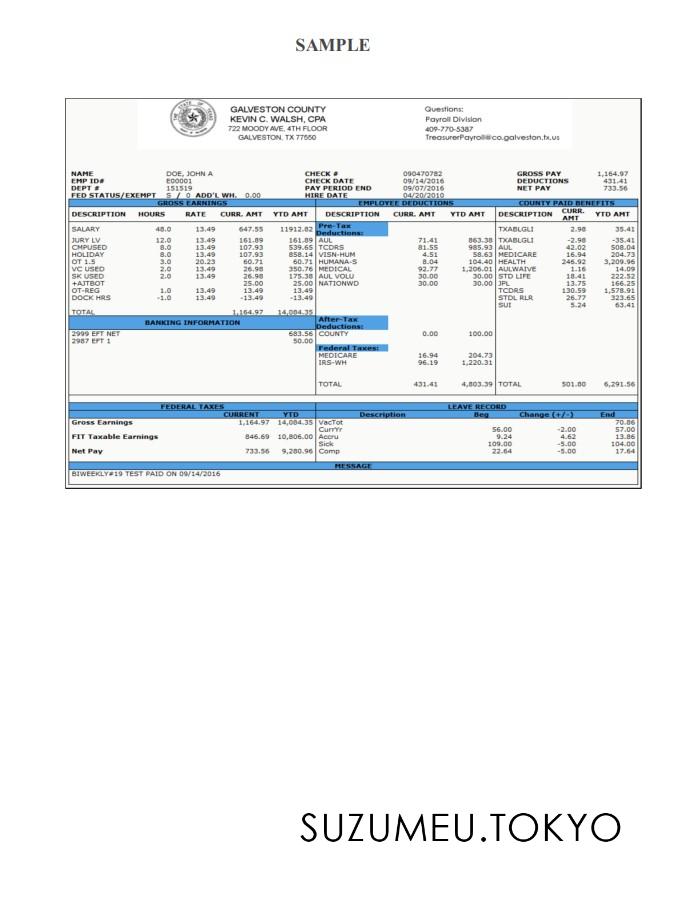 SAMPLE
GALVESTON COUNTY
KEVIN C. WALSH, CPA
722 MOODY AVE, 4TH FLOOR
GALVESTON, TX 77550
Questions:
Payroll Division
409-770-5387
TreasurerPayroll@co.galveston.tx.us
NAME DOE, JOHN A CHECK # 090470782 GROSS PAY 1,164.97
EMP ID# E00001 CHECK DATE 09/14/2016 DEDUCTIONS 431.41
DEPT # 151519 PAY PERIOD END 09/07/2016 NET PAY 733.56
FED STATUS/EXEMPT S / 0 ADD'L WH. 0.00 HIRE DATE 04/20/2010
GROSS EARNINGS EMPLOYEE DEDUCTIONS COUNTY PAID BENEFITS
DESCRIPTION HOURS RATE CURR. AMT YTD AMT DESCRIPTION CURR. AMT YTD AMT DESCRIPTION CURR. AMT YTD AMT
SALARY 48.0 13.49 647.55 11912.82 Pre-Tax Deductions: TXABLGLI 2.98 35.41
JURY LV 12.0 13.49 161.89 161.89 AUL 71.41 863.38 TXABLGLI -2.98 -35.41
CMPUSED 8.0 13.49 107.93 539.65 TCDRS 81.55 985.93 AUL 42.02 508.04
HOLIDAY 8.0 13.49 107.93 858.14 VISN-HUM 4.51 58.63 MEDICARE 16.94 204.73
OT 1.5 3.0 20.23 60.71 60.71 HUMANA-S 8.04 104.40 HEALTH 246.92 3,209.96
VC USED 2.0 13.49 26.98 350.76 MEDICAL 92.77 1,206.01 AULWAIVE 1.16 14.09
SK USED 2.0 13.49 26.98 175.38 AUL VOLU 30.00 30.00 STD LIFE 18.41 222.52
+AJTBOT 25.00 25.00 NATIONWD 30.00 30.00 JPL 13.75 166.25
OT-REG 1.0 13.49 13.49 13.49 TCDRS 130.59 1,578.91
DOCK HRS -1.0 13.49 -13.49 -13.49 STDL RLR 26.77 323.65
SUI 5.24 63.41
TOTAL 1,164.97 14,084.35
BANKING INFORMATION After-Tax Deductions:
2999 EFT NET 683.56 COUNTY 0.00 100.00
2987 EFT 1 50.00
Federal Taxes:
MEDICARE 16.94 204.73
IRS-WH 96.19 1,220.31
TOTAL 431.41 4,803.39 TOTAL 501.80 6,291.56
FEDERAL TAXES LEAVE RECORD
CURRENT YTD Description Beg Change (+/-) End
Gross Earnings 1,164.97 14,084.35 VacTot 70.86
CurrYr 56.00 -2.00 57.00
FIT Taxable Earnings 846.69 10,806.00 Accru 9.24 4.62 13.86
Sick 109.00 -5.00 104.00
Net Pay 733.56 9,280.96 Comp 22.64 -5.00 17.64
MESSAGE
BIWEEKLY#19 TEST PAID ON 09/14/2016
SUZUMEU.TOKYO